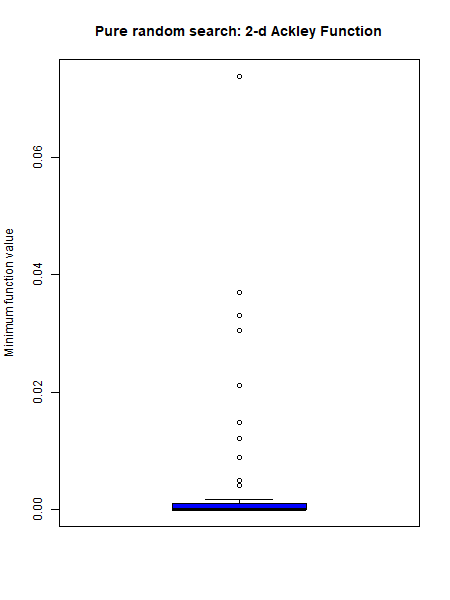 Pure random search: 2-d Ackley Function
Minimum function value
0.06
0.04
0.02
0.00